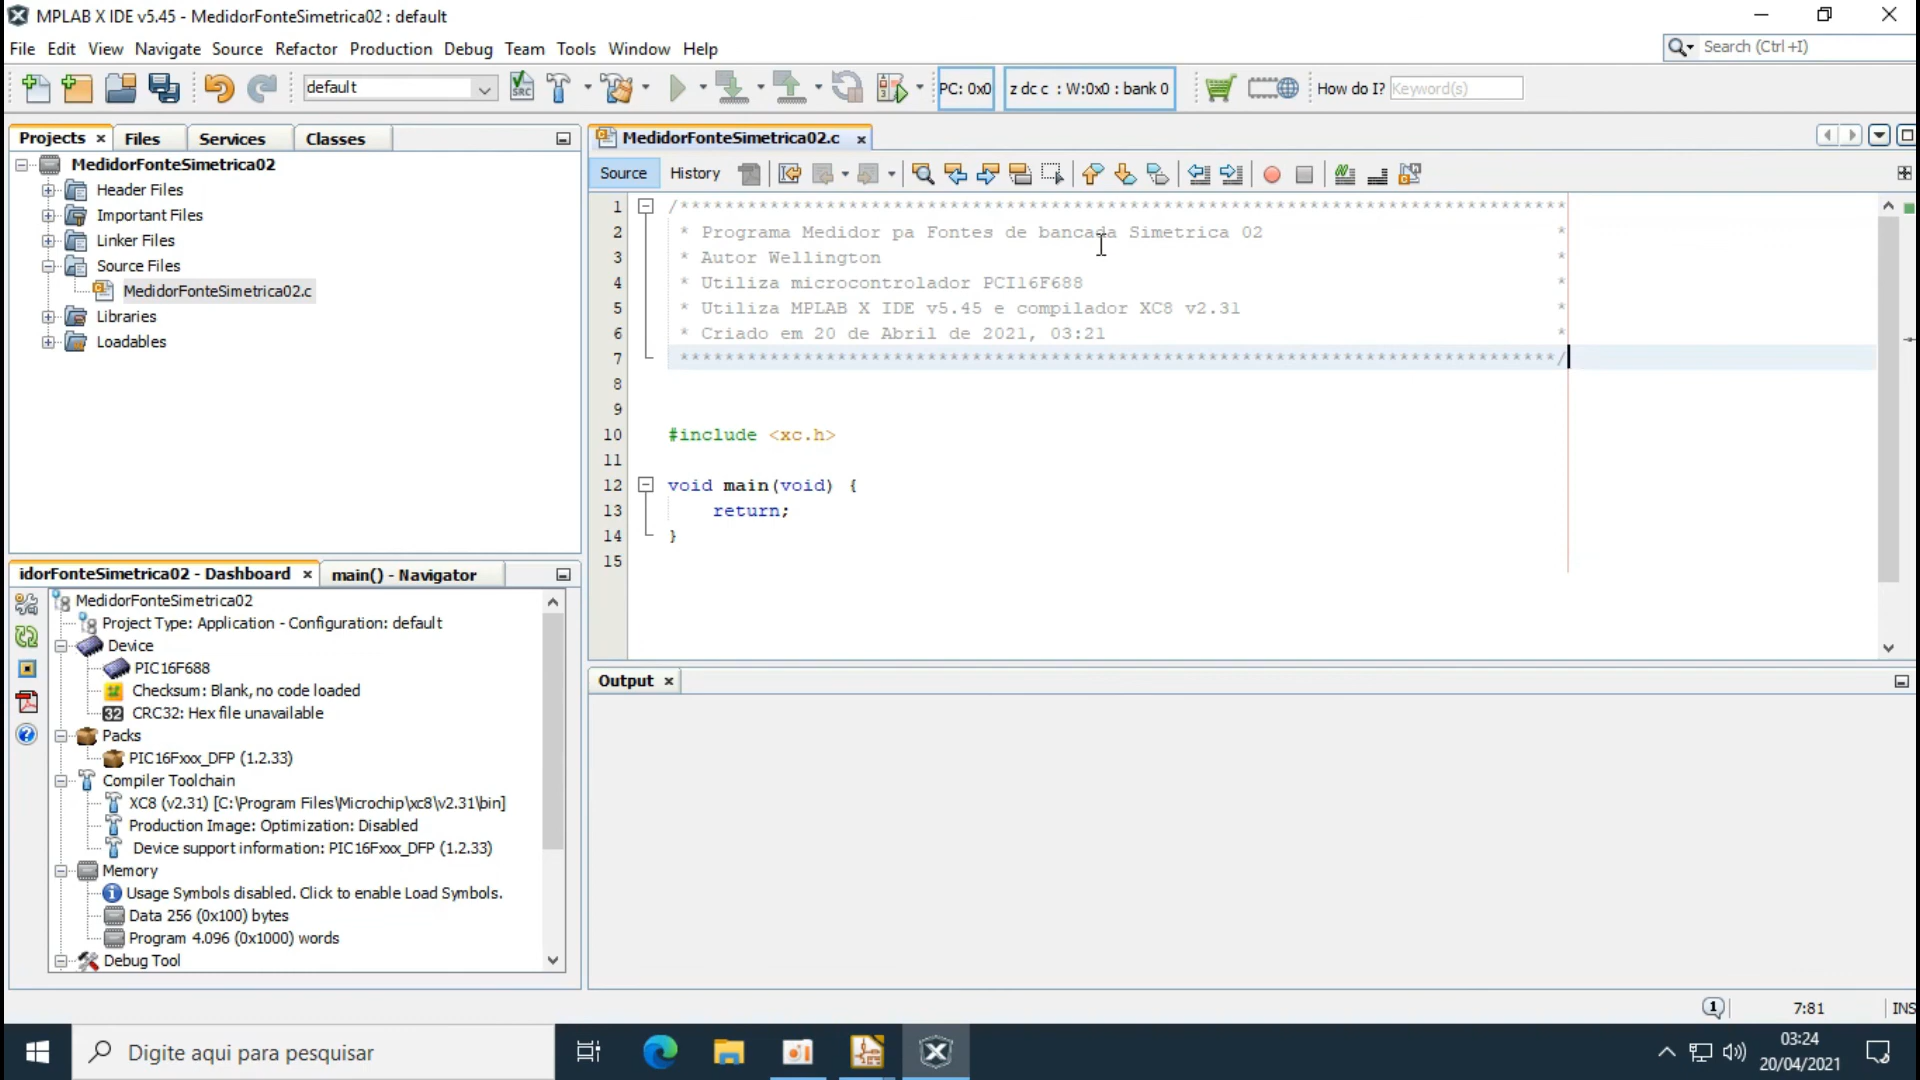 MPLAB X IDE v5.45 - MedidorFonteSimetrica02 : default
File Edit View Navigate Source Refactor Production Debug Team Tools Window Help
Search (Ctrl+I)
default
PC: 0x0
z dc c : W:0x0 : bank 0
How do I?
Keyword(s)
Projects
Files
Services
Classes
MedidorFonteSimetrica02
Header Files
Important Files
Linker Files
Source Files
MedidorFonteSimetrica02.c
Libraries
Loadables
MedidorFonteSimetrica02.c
Source
History
1 /*******************************************************************************
2 * Programa Medidor pa Fontes de bancada Simetrica 02 *
3 * Autor Wellington *
4 * Utiliza microcontrolador PCI16F688 *
5 * Utiliza MPLAB X IDE v5.45 e compilador XC8 v2.31 *
6 * Criado em 20 de Abril de 2021, 03:21 *
7 ******************************************************************************/
8
9
10 #include <xc.h>
11
12 void main(void) {
13 return;
14 }
15
idorFonteSimetrica02 - Dashboard
main() - Navigator
MedidorFonteSimetrica02
Project Type: Application - Configuration: default
Device
PIC16F688
Checksum: Blank, no code loaded
32 CRC32: Hex file unavailable
Packs
PIC16Fxxx_DFP (1.2.33)
Compiler Toolchain
XC8 (v2.31) [C:\Program Files\Microchip\xc8\v2.31\bin]
Production Image: Optimization: Disabled
Device support information: PIC16Fxxx_DFP (1.2.33)
Memory
Usage Symbols disabled. Click to enable Load Symbols.
Data 256 (0x100) bytes
Program 4.096 (0x1000) words
Debug Tool
Output
1
7:81
INS
Digite aqui para pesquisar
03:24
20/04/2021